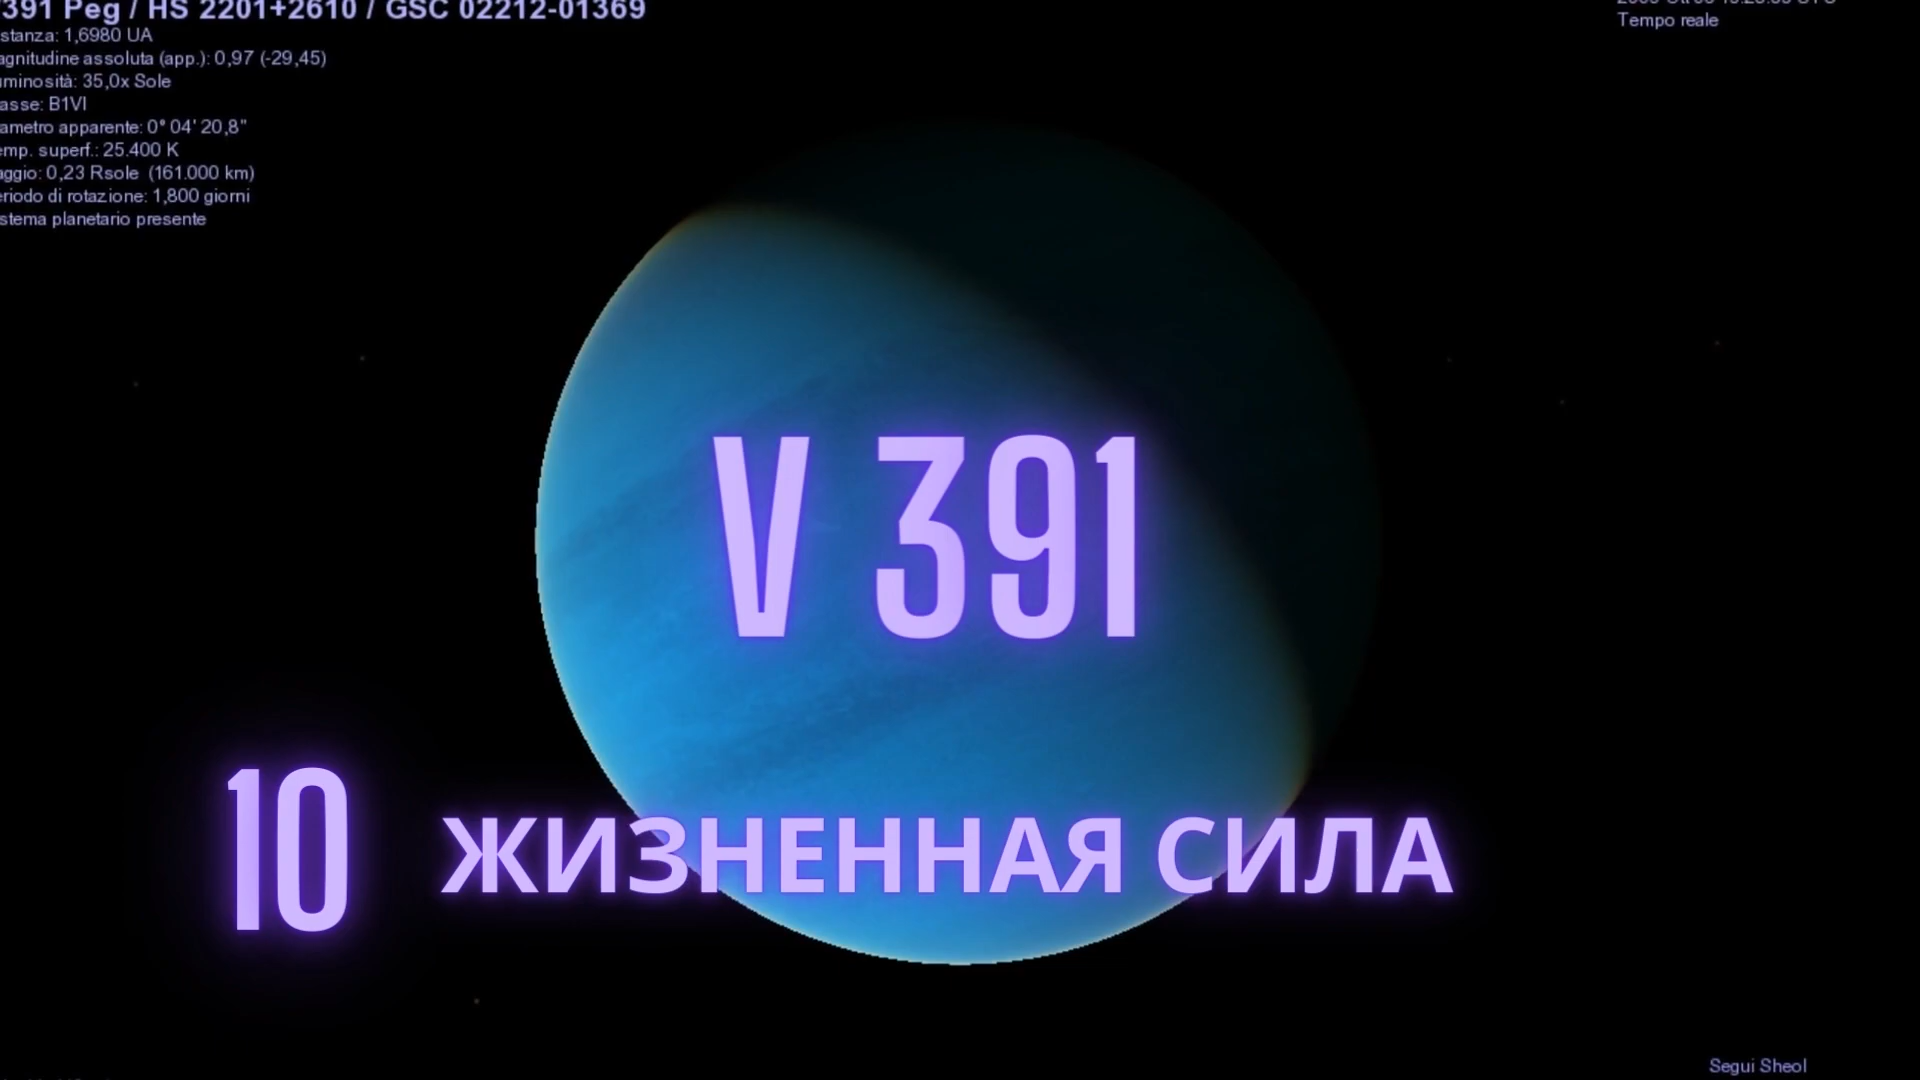 391 Peg / HS 2201+2610 / GSC 02212-01369
stanza: 1,6980 UA
agnitudine assoluta (app.): 0,97 (-29,45)
uminosità: 35,0x Sole
asse: B1VI
ametro apparente: 0° 04' 20,8"
emp. superf.: 25.400 K
aggio: 0,23 Rsole (161.000 km)
eriodo di rotazione: 1,800 giorni
stema planetario presente
Tempo reale
V 391
10 ЖИЗНЕННАЯ СИЛА
Segui Sheol